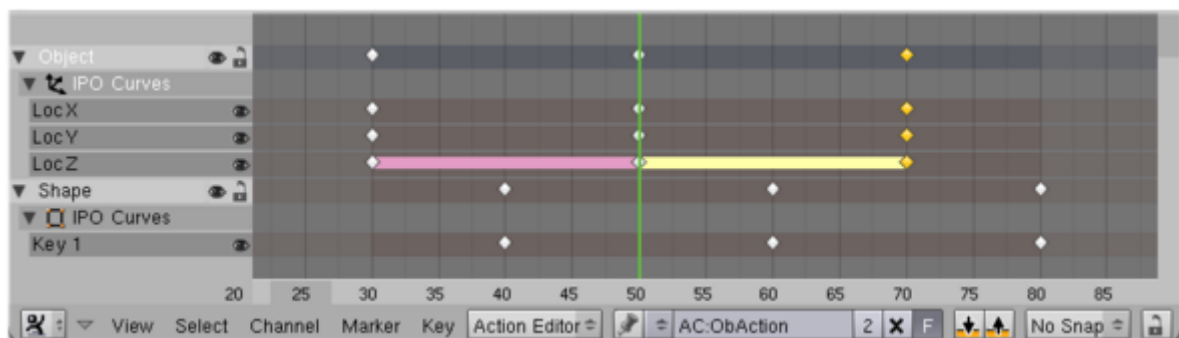 Object
IPO Curves
LocX
LocY
LocZ
Shape
IPO Curves
Key 1
20 25 30 35 40 45 50 55 60 65 70 75 80 85
View Select Channel Marker Key Action Editor AC:ObAction 2 X F No Snap